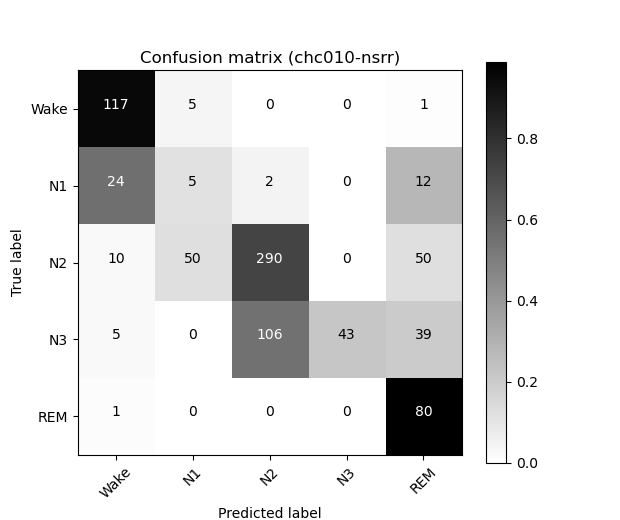 Confusion matrix (chc010-nsrr)
Wake 117 5 0 0 1
N1 24 5 2 0 12
N2 10 50 290 0 50
N3 5 0 106 43 39
REM 1 0 0 0 80
Wake N1 N2 N3 REM
Predicted label
True label
0.8
0.6
0.4
0.2
0.0